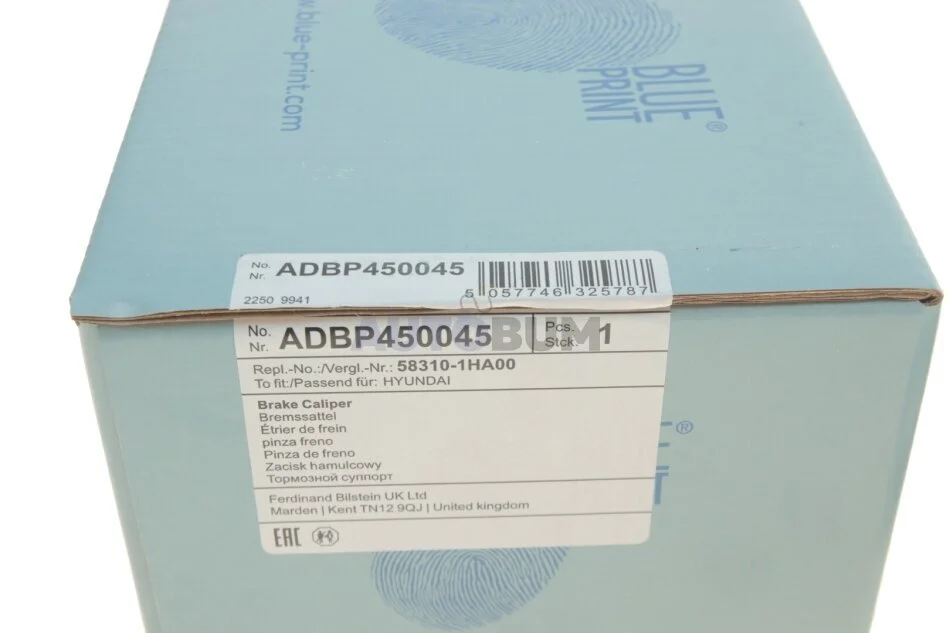 www.blue-print.com
BLUE
PRINT®
No.
Nr. ADBP450045
5 057746 325787
2250 9941
No.
Nr. ADBP450045
Pcs.
Stck. 1
AUTOBUM
Repl.-No.:/Vergl.-Nr.: 58310-1HA00
To fit:/Passend für: HYUNDAI
Brake Caliper
Bremssattel
Étrier de frein
pinza freno
Pinza de freno
Zacisk hamulcowy
Тормозной суппорт
Ferdinand Bilstein UK Ltd
Marden | Kent TN12 9QJ | United kingdom
EAC
®